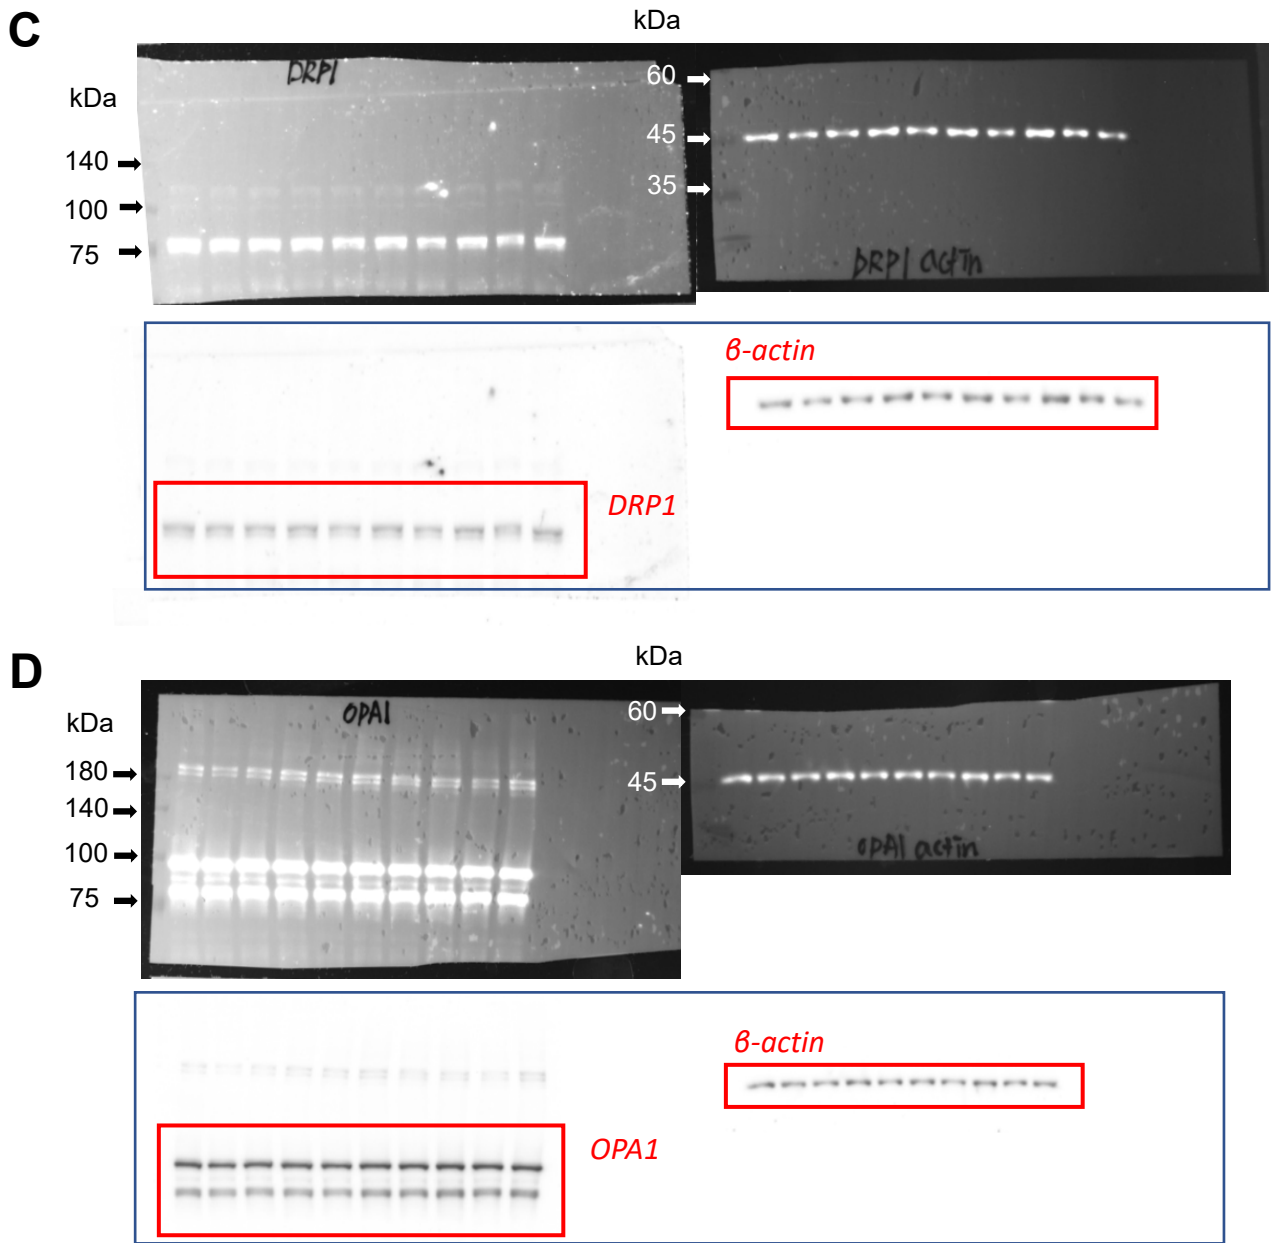 C
kDa
DRP1
kDa
140
100
75
60
45
35
DRP1 actin
β-actin
DRP1
D
kDa
OPA1
kDa
180
140
100
75
60
45
OPA1 actin
β-actin
OPA1